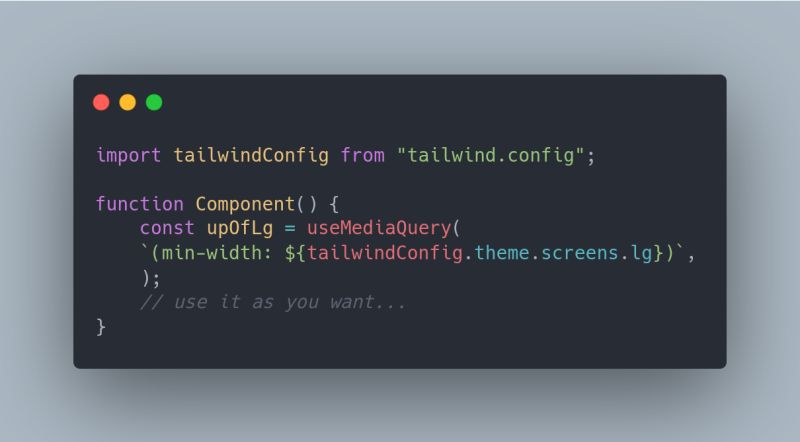 import tailwindConfig from "tailwind.config";

function Component() {
    const upOfLg = useMediaQuery(
    `(min-width: ${tailwindConfig.theme.screens.lg})`,
    );
    // use it as you want...
}